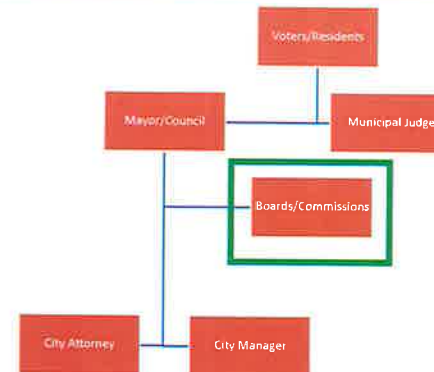 Voters/Residents
Mayor/Council
Municipal Judge
Boards/Commissions
City Attorney
City Manager